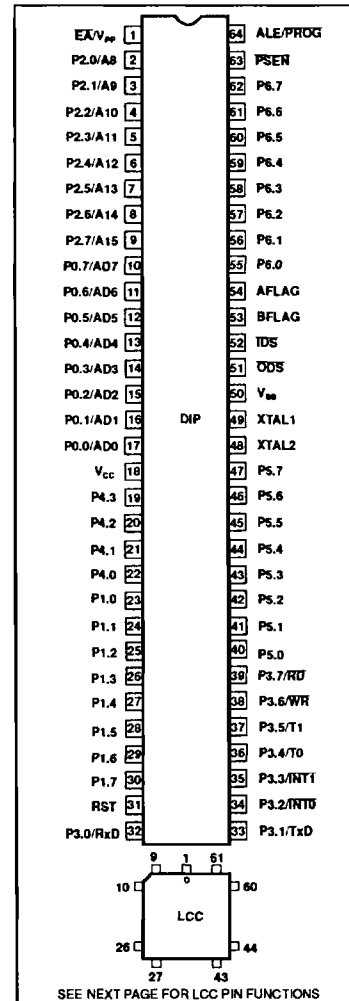 E̅A̅/VPP 1 64 ALE/P̅R̅O̅G̅
P2.0/A8 2 63 P̅S̅E̅N̅
P2.1/A9 3 62 P6.7
P2.2/A10 4 61 P6.6
P2.3/A11 5 60 P6.5
P2.4/A12 6 59 P6.4
P2.5/A13 7 58 P6.3
P2.6/A14 8 57 P6.2
P2.7/A15 9 56 P6.1
P0.7/AD7 10 55 P6.0
P0.6/AD6 11 54 AFLAG
P0.5/AD5 12 53 BFLAG
P0.4/AD4 13 52 I̅D̅S̅
P0.3/AD3 14 51 O̅D̅S̅
P0.2/AD2 15 50 VSS
P0.1/AD1 16 DIP 49 XTAL1
P0.0/AD0 17 48 XTAL2
VCC 18 47 P5.7
P4.3 19 46 P5.6
P4.2 20 45 P5.5
P4.1 21 44 P5.4
P4.0 22 43 P5.3
P1.0 23 42 P5.2
P1.1 24 41 P5.1
P1.2 25 40 P5.0
P1.3 26 39 P3.7/R̅D̅
P1.4 27 38 P3.6/W̅R̅
P1.5 28 37 P3.5/T1
P1.6 29 36 P3.4/T0
P1.7 30 35 P3.3/I̅N̅T̅1̅
RST 31 34 P3.2/I̅N̅T̅0̅
P3.0/RxD 32 33 P3.1/TxD
9 1 61
10 60
LCC
26 44
27 43
SEE NEXT PAGE FOR LCC PIN FUNCTIONS